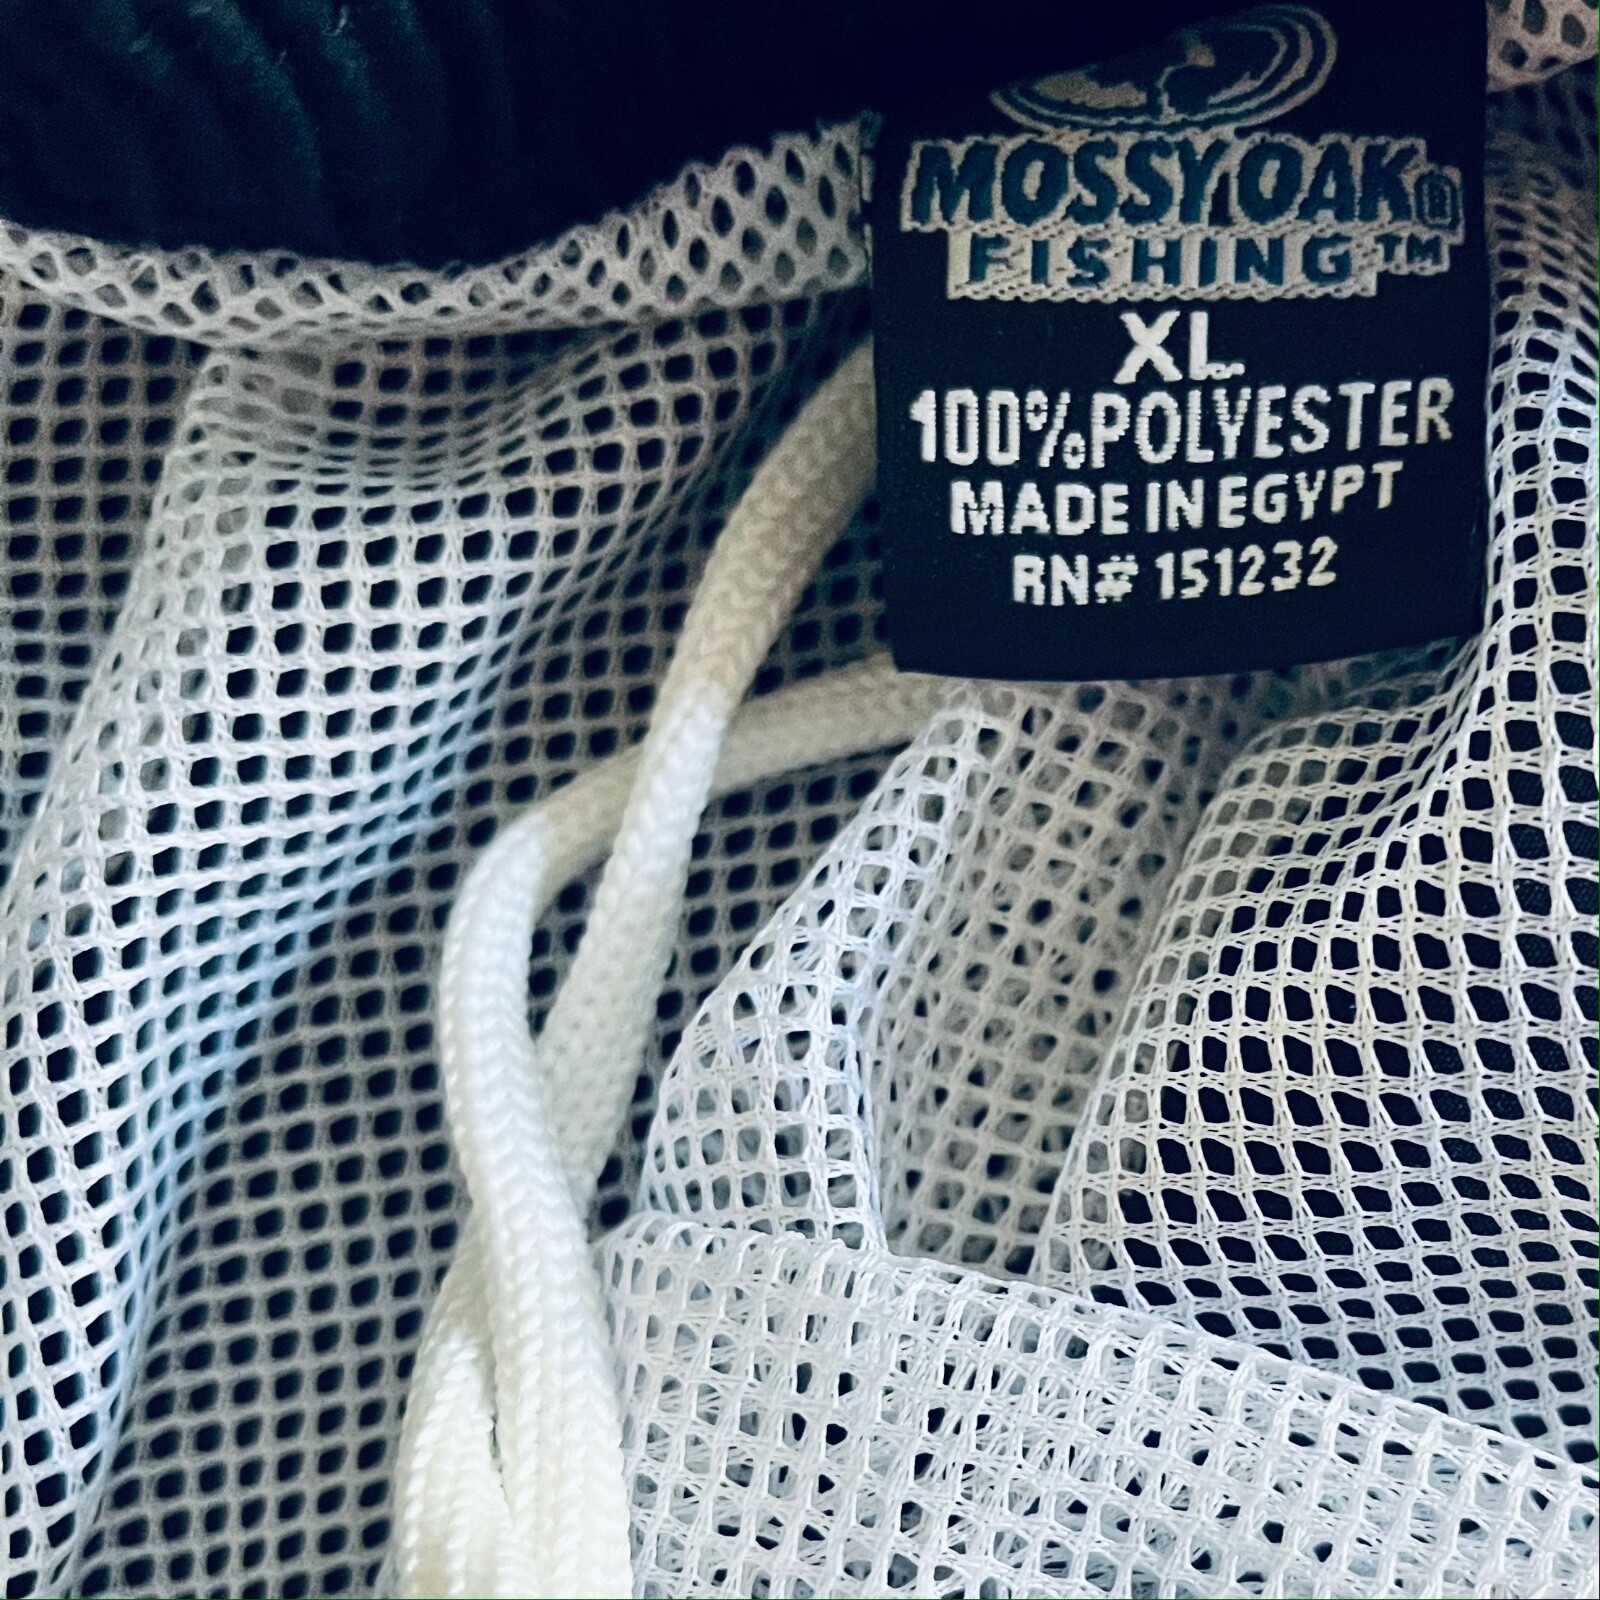 MOSSY OAK®
FISHING™
XL
100% POLYESTER
MADE IN EGYPT
RN# 151232